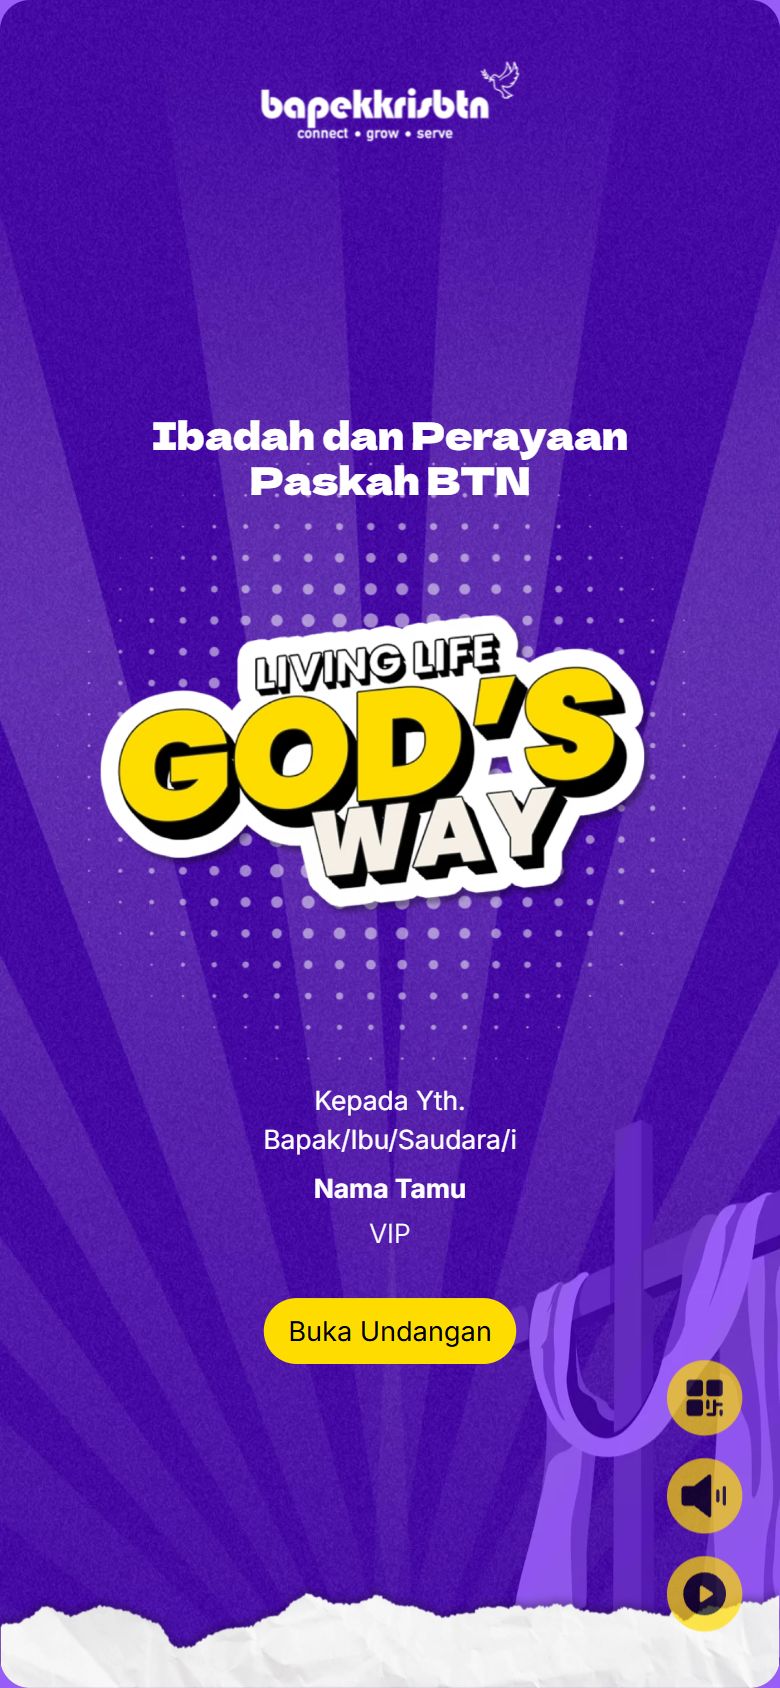 bapekkrisbtn
connect • grow • serve
Ibadah dan Perayaan
Paskah BTN
LIVING LIFE
GOD'S
WAY
Kepada Yth.
Bapak/Ibu/Saudara/i
Nama Tamu
VIP
Buka Undangan